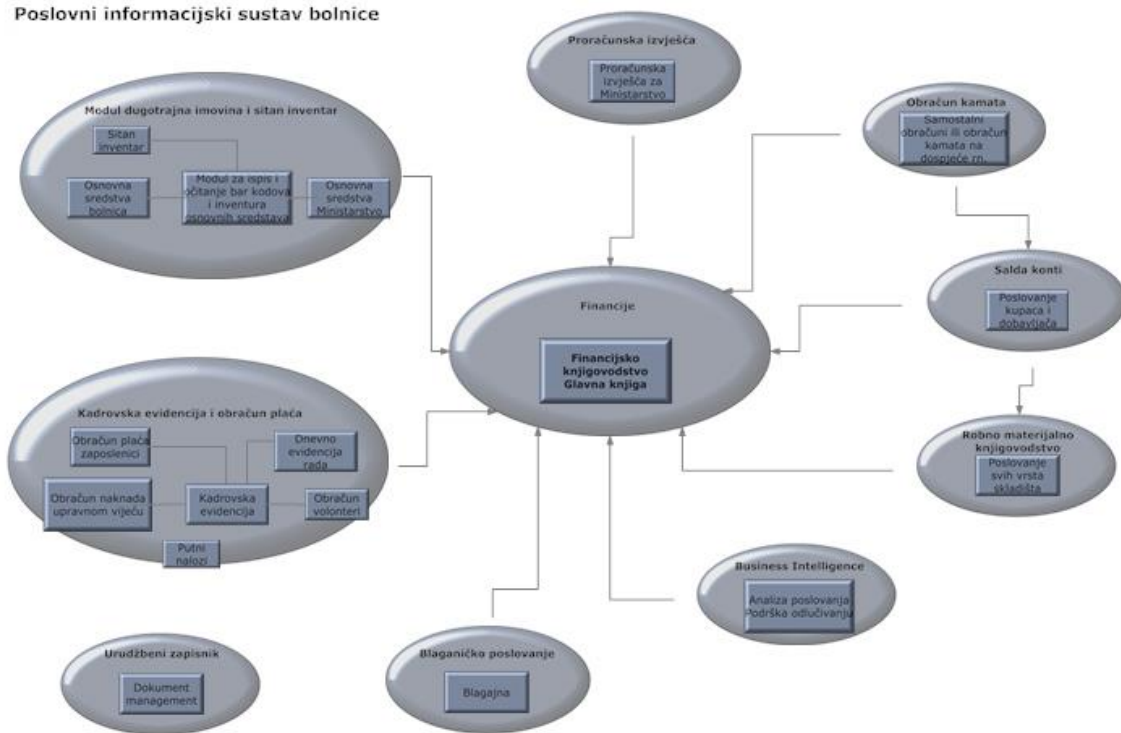 Poslovni informacijski sustav bolnice
Proračunska izvješća
Proračunska
izvješća za
Ministarstvo
Modul dugotrajna imovina i sitan inventar
Sitan
inventar
Osnovna
sredstva
bolnica
Modul za ispis i
očitanje bar kodova
i inventura
osnovnih sredstava
Osnovna
sredstva
Ministarstvo
Obračun kamata
Samostalni
obračuni ili obračun
kamata na
dospjeće rn.
Salda konti
Poslovanje
kupaca i
dobavljača
Financije
Financijsko
knjigovodstvo
Glavna knjiga
Kadrovska evidencija i obračun plaća
Obračun plaća
zaposlenici
Dnevno
evidencija
rada
Obračun naknada
upravnom vijeću
Kadrovska
evidencija
Obračun
volonteri
Putni
nalozi
Robno materijalno
knjigovodstvo
Poslovanje
svih vrsta
skladišta
Business Intelligence
Analiza poslovanja
Podrška odlučivanju
Urudžbeni zapisnik
Dokument
management
Blaganičko poslovanje
Blagajna